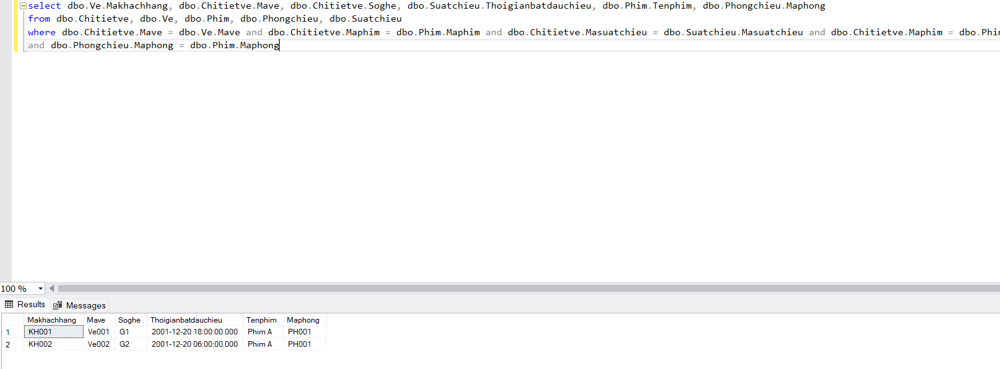 select dbo.Ve.Makhachhang, dbo.Chitietve.Mave, dbo.Chitietve.Soghe, dbo.Suatchieu.Thoigianbatdauchieu, dbo.Phim.Tenphim, dbo.Phongchieu.Maphong
from dbo.Chitietve, dbo.Ve, dbo.Phim, dbo.Phongchieu, dbo.Suatchieu
where dbo.Chitietve.Mave = dbo.Ve.Mave and dbo.Chitietve.Maphim = dbo.Phim.Maphim and dbo.Chitietve.Masuatchieu = dbo.Suatchieu.Masuatchieu and dbo.Chitietve.Maphim = dbo.Phi
and dbo.Phongchieu.Maphong = dbo.Phim.Maphong
100 %
Results Messages
Makhachhang Mave Soghe Thoigianbatdauchieu Tenphim Maphong
1 KH001 Ve001 G1 2001-12-20 18:00:00.000 Phim A PH001
2 KH002 Ve002 G2 2001-12-20 06:00:00.000 Phim A PH001